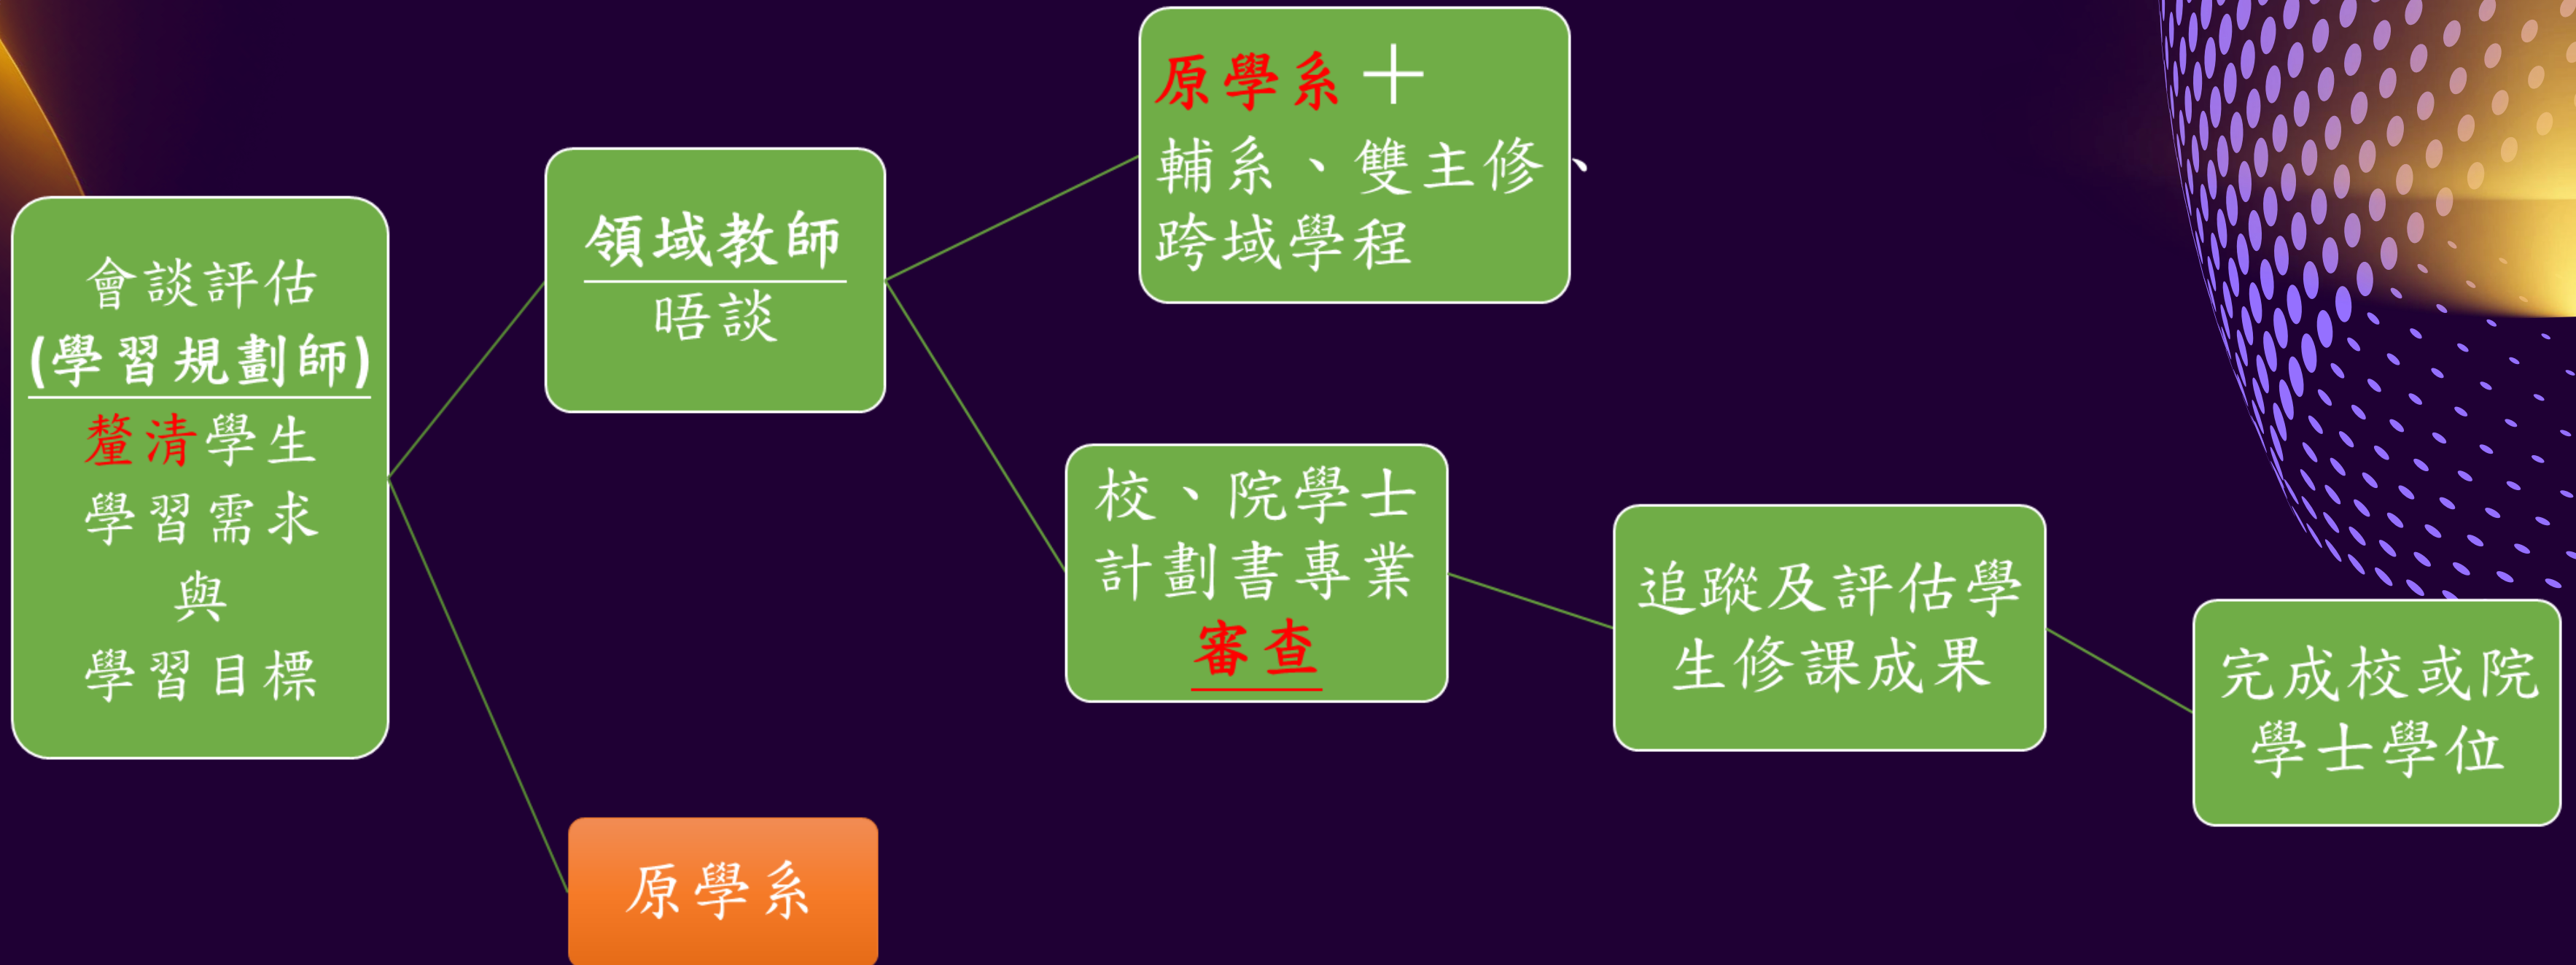 會談評估
(學習規劃師)
釐清學生
學習需求
與
學習目標
領域教師
晤談
原學系
原學系＋
輔系、雙主修、
跨域學程
校、院學士
計劃書專業
審查
追蹤及評估學
生修課成果
完成校或院
學士學位